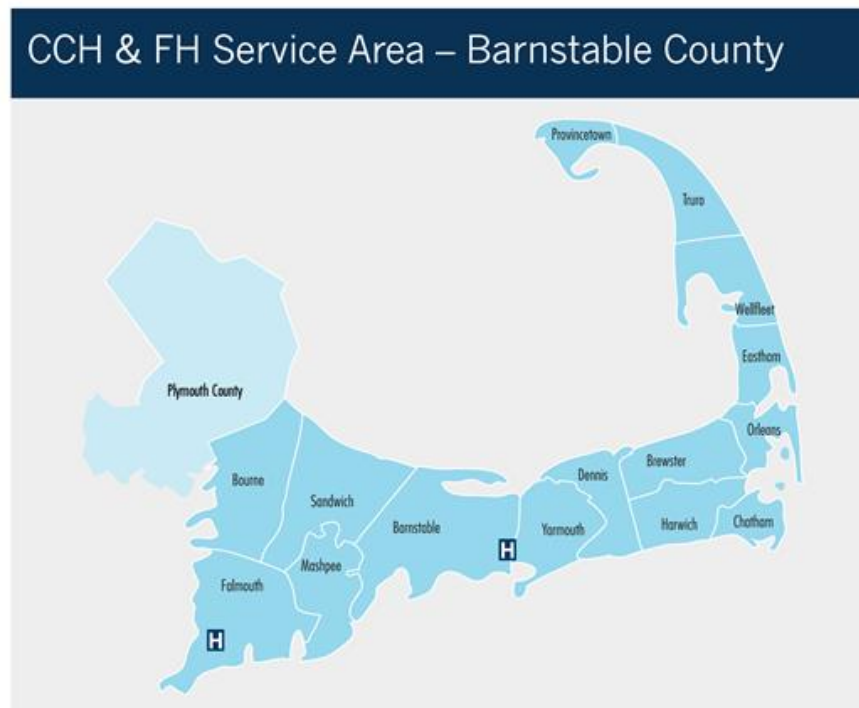 CCH & FH Service Area – Barnstable County
Provincetown
Truro
Wellfleet
Eastham
Plymouth County
Orleans
Brewster
Dennis
Bourne
Sandwich
Barnstable
Yarmouth
Harwich
Chatham
H
Mashpee
Falmouth
H